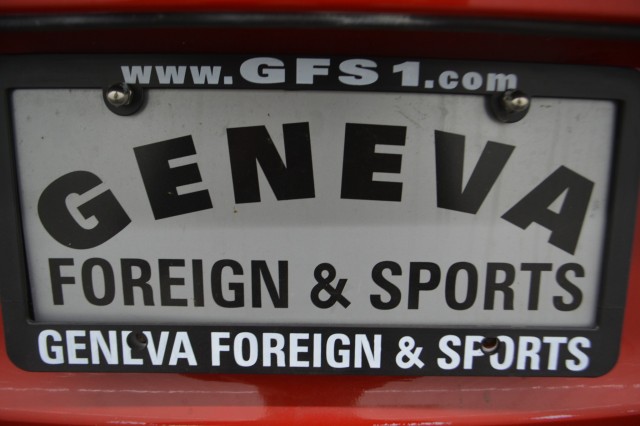 www.GFS1.com
GENEVA
FOREIGN & SPORTS
GENEVA FOREIGN & SPORTS